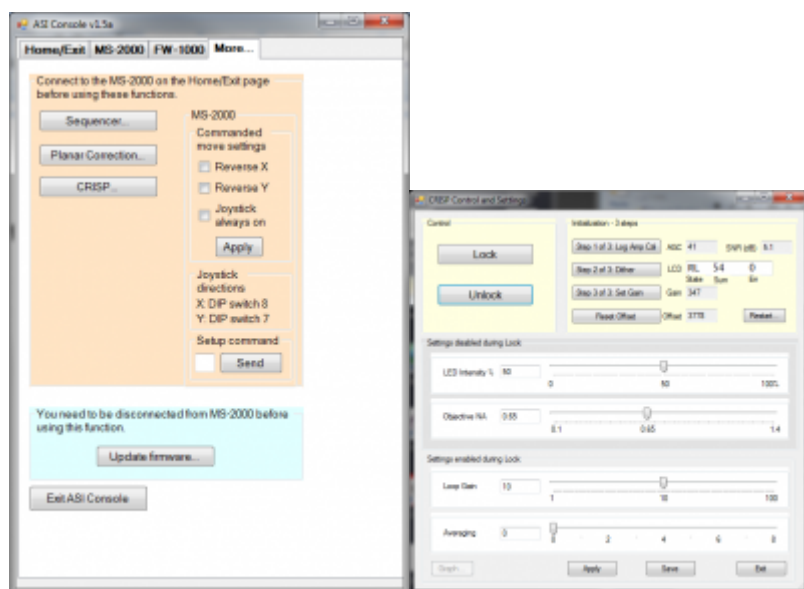 ASI Console v1.5a
Home/Exit MS-2000 FW-1000 More...
Connect to the MS-2000 on the Home/Exit page
before using these functions.
Sequencer...
Planar Correction...
CRISP...
MS-2000
Commanded
move settings
Reverse X
Reverse Y
Joystick
always on
Apply
Joystick
directions
X: DIP switch 8
Y: DIP switch 7
Setup command
Send
You need to be disconnected from MS-2000 before
using this function.
Update firmware...
Exit ASI Console
CRISP Control and Settings
Control
Lock
Unlock
Initialization - 3 steps
Step 1 of 3: Log Amp Cal AGC 41 SNR (dB) 5.1
Step 2 of 3: Dither LCD 54 0
State Sum Err
Step 3 of 3: Set Gain Gain 347
Reset Offset Offset 3778 Restart...
Settings disabled during Lock
LED Intensity % 50
0 50 100%
Objective NA 0.65
0.1 0.65 1.4
Settings enabled during Lock
Loop Gain 10
1 10 100
Averaging 0
0 2 4 6 8
Graph... Apply Save Exit